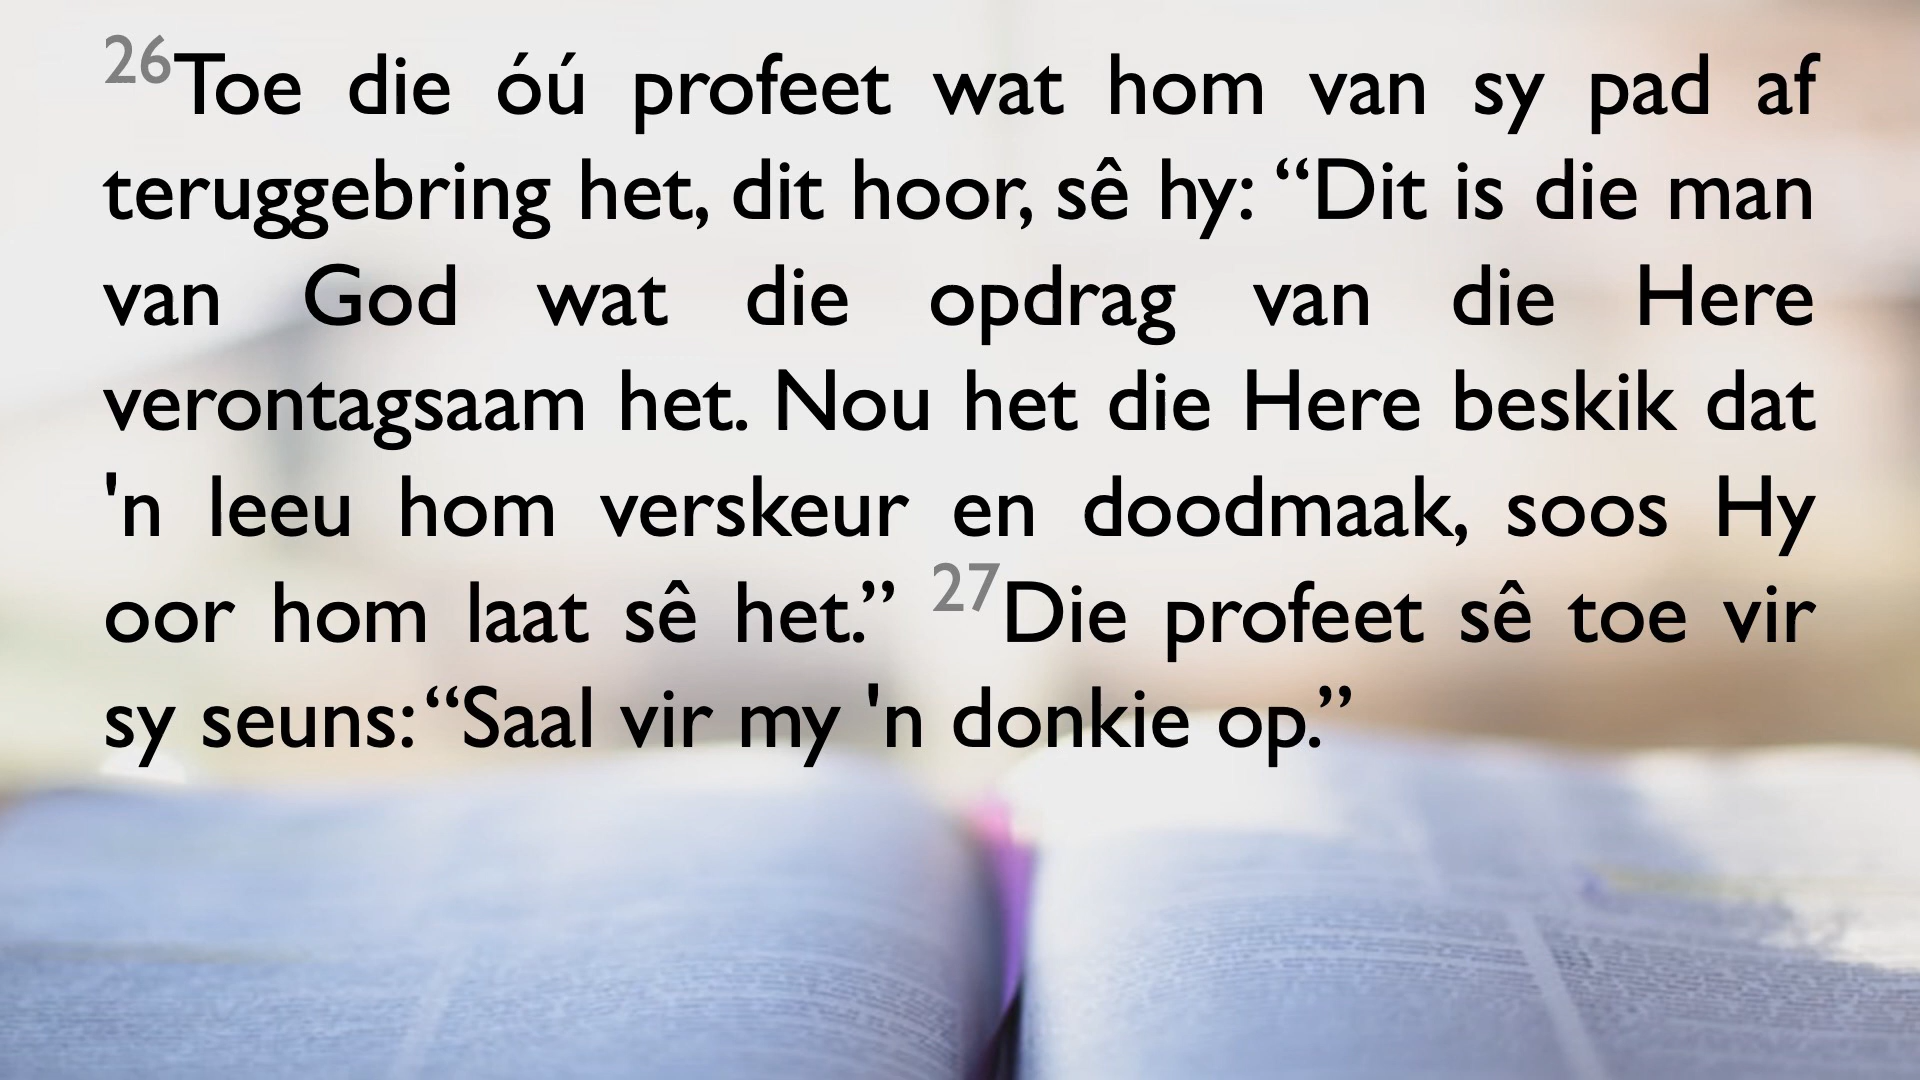 26Toe die óú profeet wat hom van sy pad af
teruggebring het, dit hoor, sê hy: “Dit is die man
van God wat die opdrag van die Here
verontagsaam het. Nou het die Here beskik dat
'n leeu hom verskeur en doodmaak, soos Hy
oor hom laat sê het.” 27Die profeet sê toe vir
sy seuns: “Saal vir my 'n donkie op.”